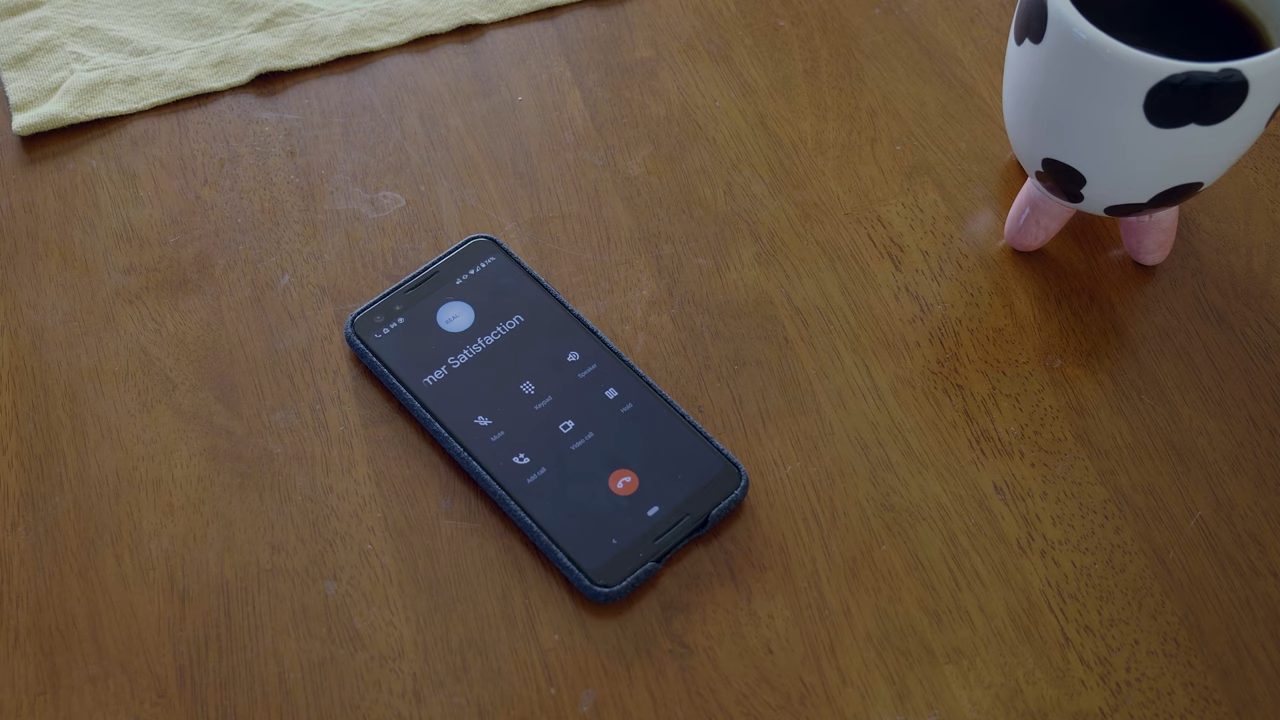 mer Satisfaction
Mute
Keypad
Speaker
Add call
Video call
Hold